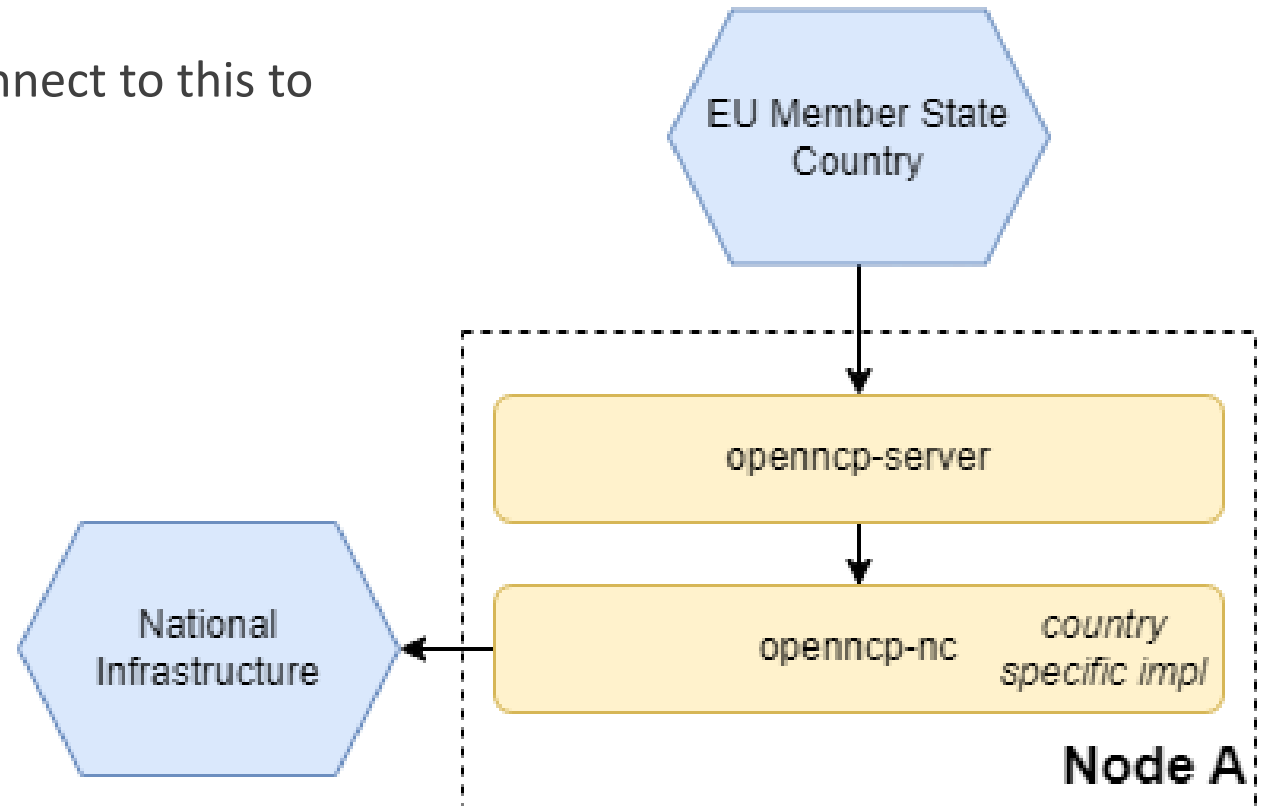 nnect to this to
EU Member State
Country
openncp-server
National
Infrastructure
openncp-nc
country
specific impl
Node A